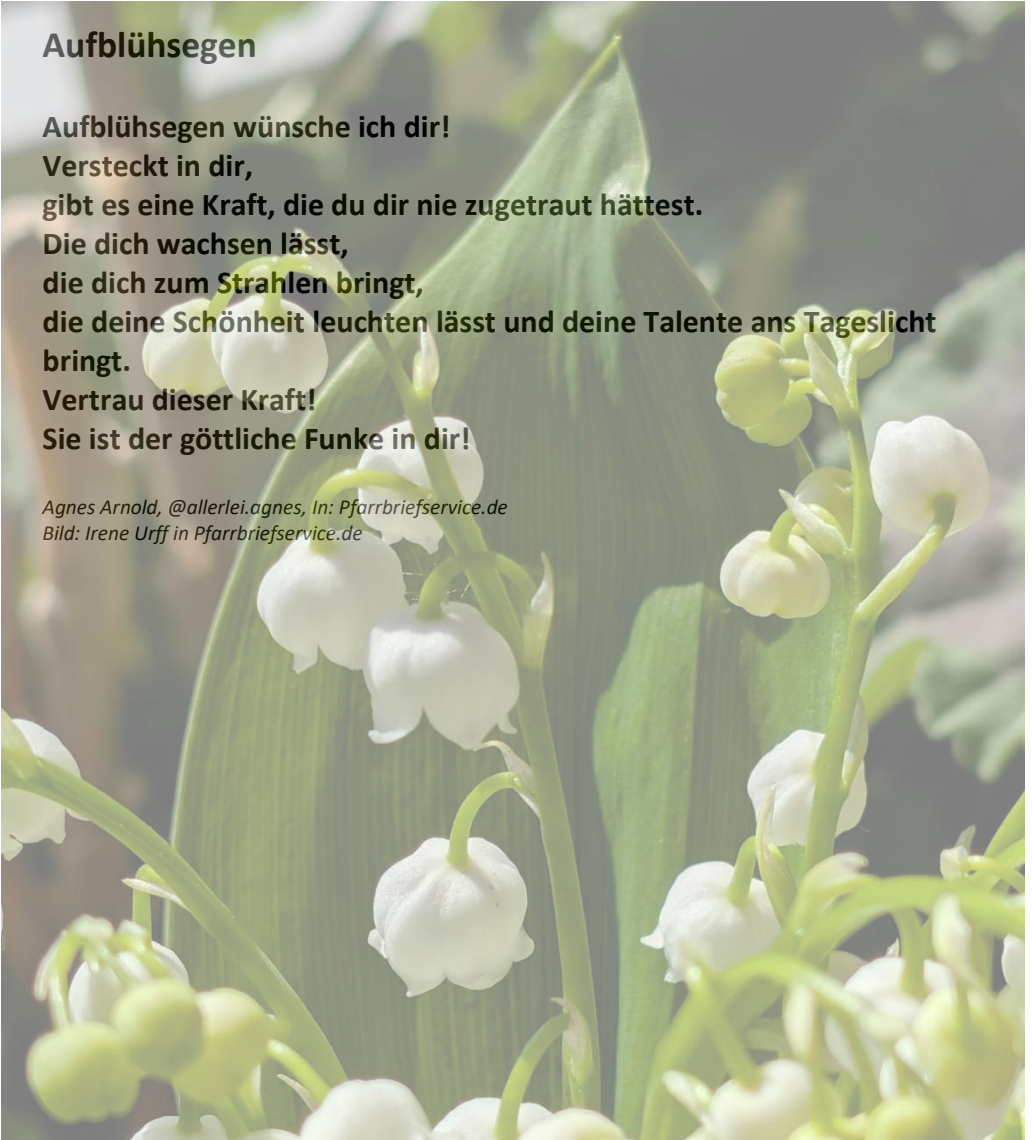 Aufblühsegen
Aufblühsegen wünsche ich dir!
Versteckt in dir,
gibt es eine Kraft, die du dir nie zugetraut hättest.
Die dich wachsen lässt,
die dich zum Strahlen bringt,
die deine Schönheit leuchten lässt und deine Talente ans Tageslicht
bringt.
Vertrau dieser Kraft!
Sie ist der göttliche Funke in dir!
Agnes Arnold, @allerlei.agnes, In: Pfarrbriefservice.de
Bild: Irene Urff in Pfarrbriefservice.de